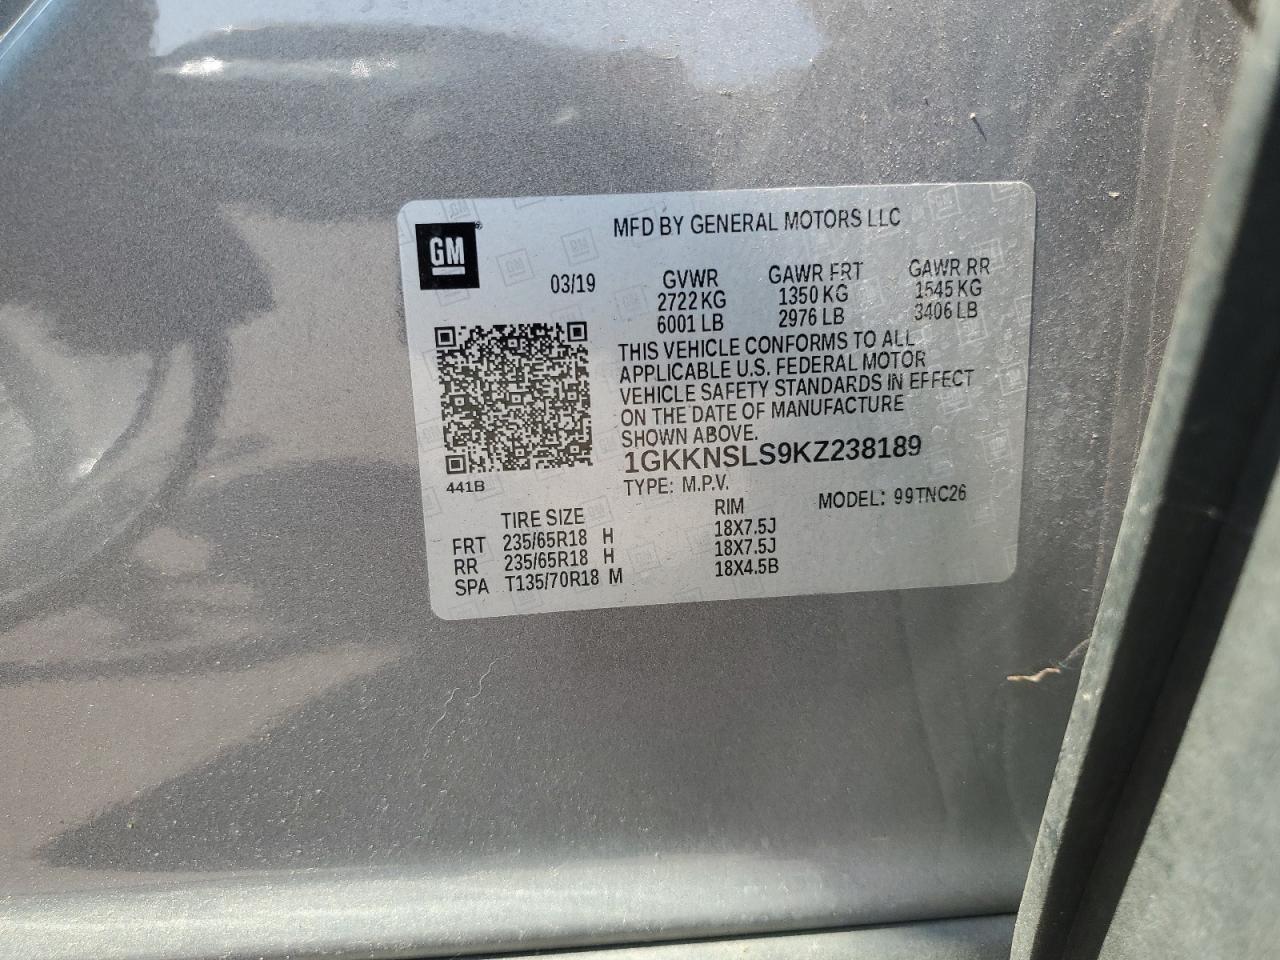 GM
MFD BY GENERAL MOTORS LLC
03/19 GVWR GAWR FRT GAWR RR
2722 KG 1350 KG 1545 KG
6001 LB 2976 LB 3406 LB
THIS VEHICLE CONFORMS TO ALL
APPLICABLE U.S. FEDERAL MOTOR
VEHICLE SAFETY STANDARDS IN EFFECT
ON THE DATE OF MANUFACTURE
SHOWN ABOVE.
1GKKNSLS9KZ238189
441B
TYPE: M.P.V. MODEL: 99TNC26
TIRE SIZE RIM
FRT 235/65R18 H 18X7.5J
RR 235/65R18 H 18X7.5J
SPA T135/70R18 M 18X4.5B